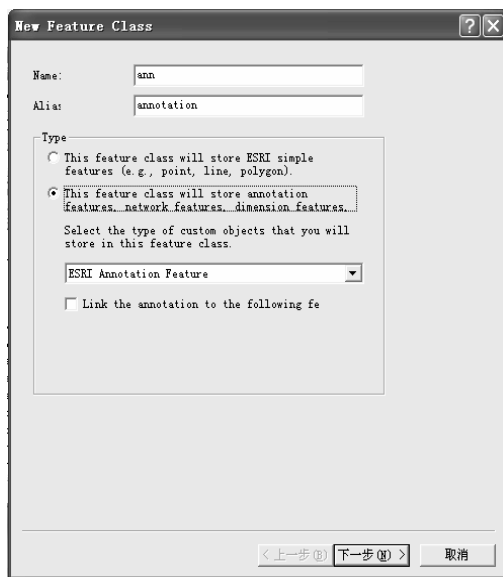 New Feature Class
Name:
ann
Alias
annotation
Type
This feature class will store ESRI simple
features (e.g., point, line, polygon).
This feature class will store annotation
features, network features, dimension features,
Select the type of custom objects that you will
store in this feature class.
ESRI Annotation Feature
Link the annotation to the following fe
< 上一步(B)
下一步(N) >
取消